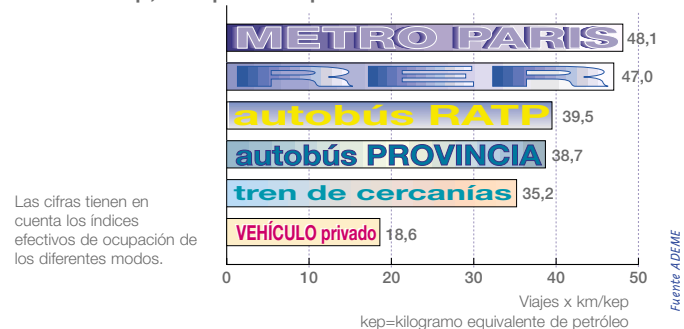 METRO PARIS 48,1
RER 47,0
autobús RATP 39,5
autobús PROVINCIA 38,7
tren de cercanías 35,2
VEHÍCULO privado 18,6
Las cifras tienen en
cuenta los índices
efectivos de ocupación de
los diferentes modos.
0 10 20 30 40 50
Viajes x km/kep
kep=kilogramo equivalente de petróleo
Fuente ADEME